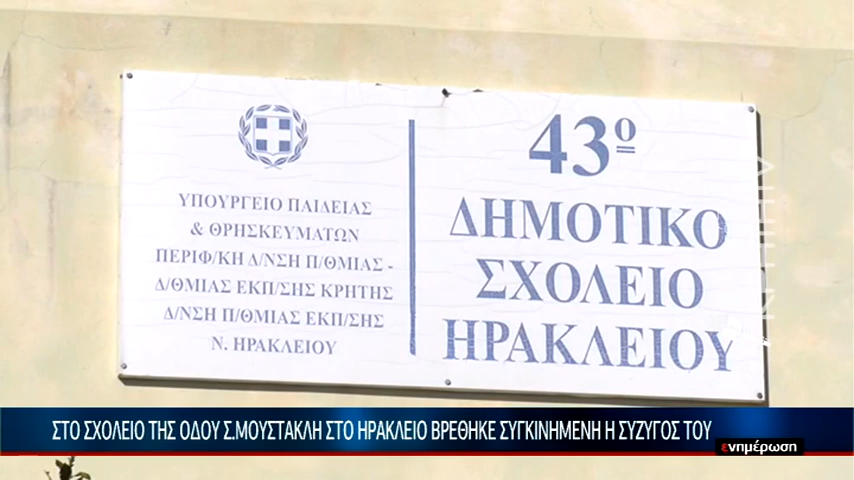 ΥΠΟΥΡΓΕΙΟ ΠΑΙΔΕΙΑΣ
& ΘΡΗΣΚΕΥΜΑΤΩΝ
ΠΕΡΙΦ/ΚΗ Δ/ΝΣΗ Π/ΘΜΙΑΣ -
Δ/ΘΜΙΑΣ ΕΚΠ/ΣΗΣ ΚΡΗΤΗΣ
Δ/ΝΣΗ Π/ΘΜΙΑΣ ΕΚΠ/ΣΗΣ
Ν. ΗΡΑΚΛΕΙΟΥ
43º
ΔΗΜΟΤΙΚΟ
ΣΧΟΛΕΙΟ
ΗΡΑΚΛΕΙΟΥ
ΣΤΟ ΣΧΟΛΕΙΟ ΤΗΣ ΟΔΟΥ Σ.ΜΟΥΣΤΑΚΛΗ ΣΤΟ ΗΡΑΚΛΕΙΟ ΒΡΕΘΗΚΕ ΣΥΓΚΙΝΗΜΕΝΗ Η ΣΥΖΥΓΟΣ ΤΟΥ
ενημέρωση